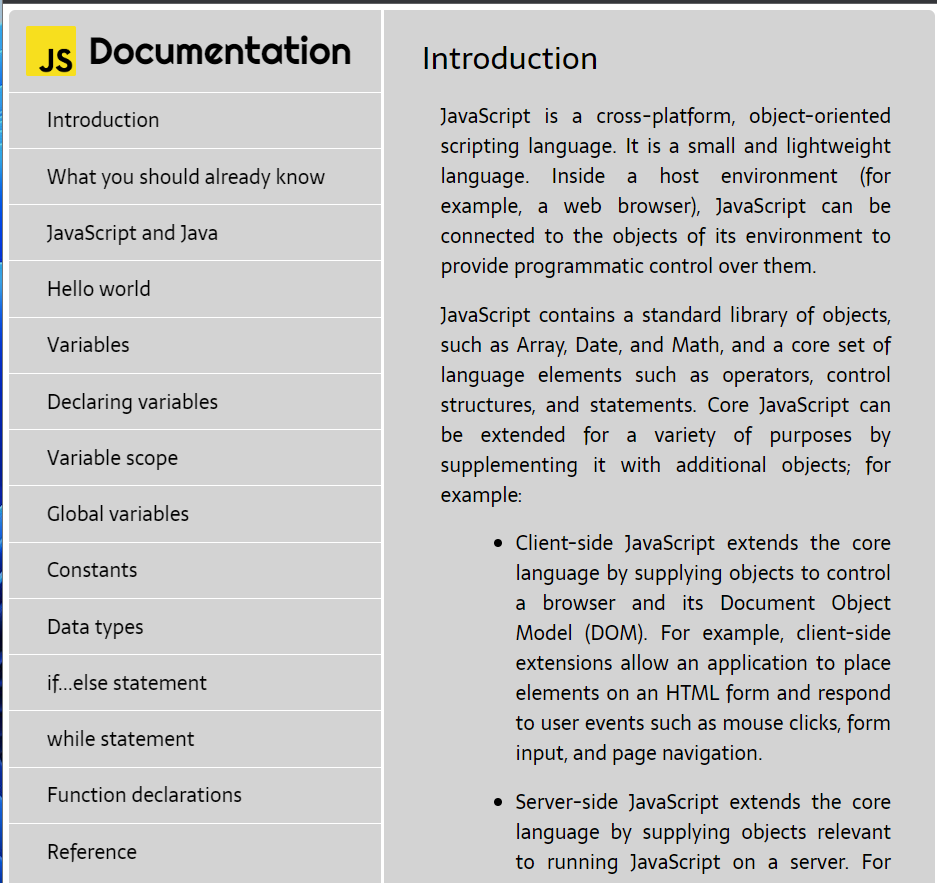 JS Documentation
Introduction
What you should already know
JavaScript and Java
Hello world
Variables
Declaring variables
Variable scope
Global variables
Constants
Data types
if...else statement
while statement
Function declarations
Reference
Introduction
JavaScript is a cross-platform, object-oriented
scripting language. It is a small and lightweight
language. Inside a host environment (for
example, a web browser), JavaScript can be
connected to the objects of its environment to
provide programmatic control over them.
JavaScript contains a standard library of objects,
such as Array, Date, and Math, and a core set of
language elements such as operators, control
structures, and statements. Core JavaScript can
be extended for a variety of purposes by
supplementing it with additional objects; for
example:
• Client-side JavaScript extends the core
language by supplying objects to control
a browser and its Document Object
Model (DOM). For example, client-side
extensions allow an application to place
elements on an HTML form and respond
to user events such as mouse clicks, form
input, and page navigation.
• Server-side JavaScript extends the core
language by supplying objects relevant
to running JavaScript on a server. For